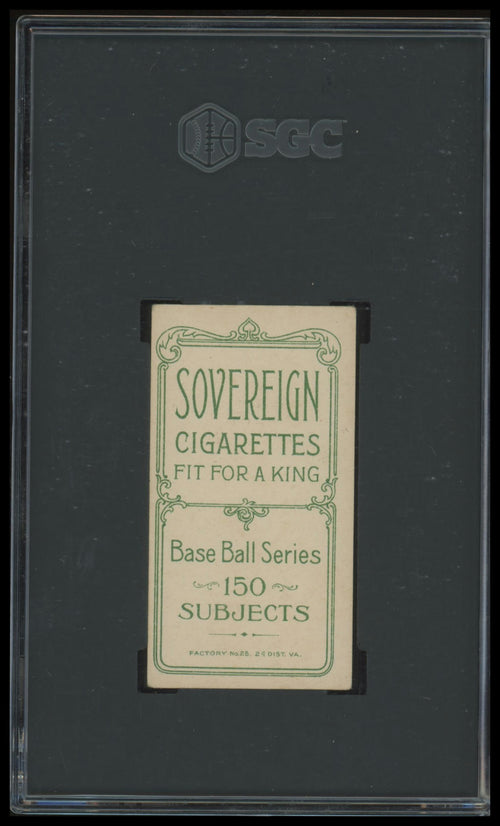 SGC
SOVEREIGN
CIGARETTES
FIT FOR A KING
Base Ball Series
150
SUBJECTS
FACTORY No. 25, 2nd DIST. VA.